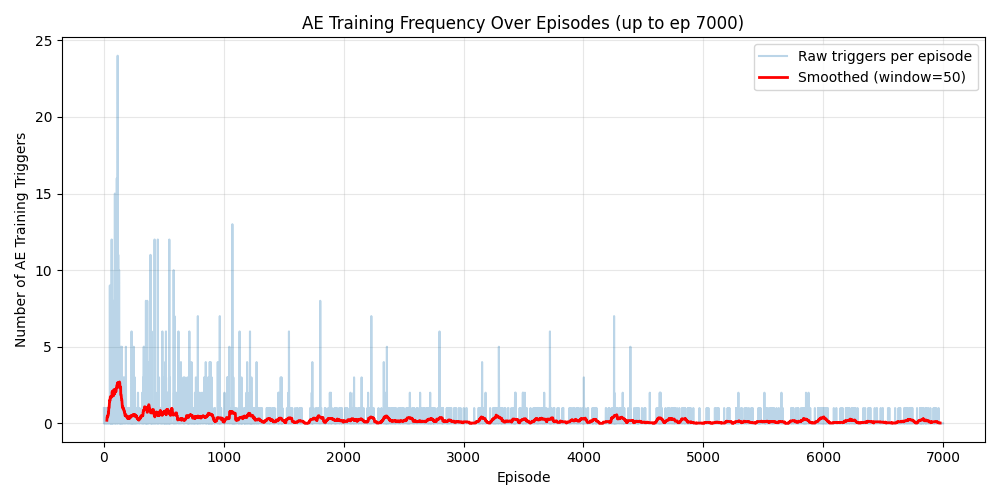 AE Training Frequency Over Episodes (up to ep 7000)
Raw triggers per episode
Smoothed (window=50)
Number of AE Training Triggers
25
20
15
10
5
0
0 1000 2000 3000 4000 5000 6000 7000
Episode